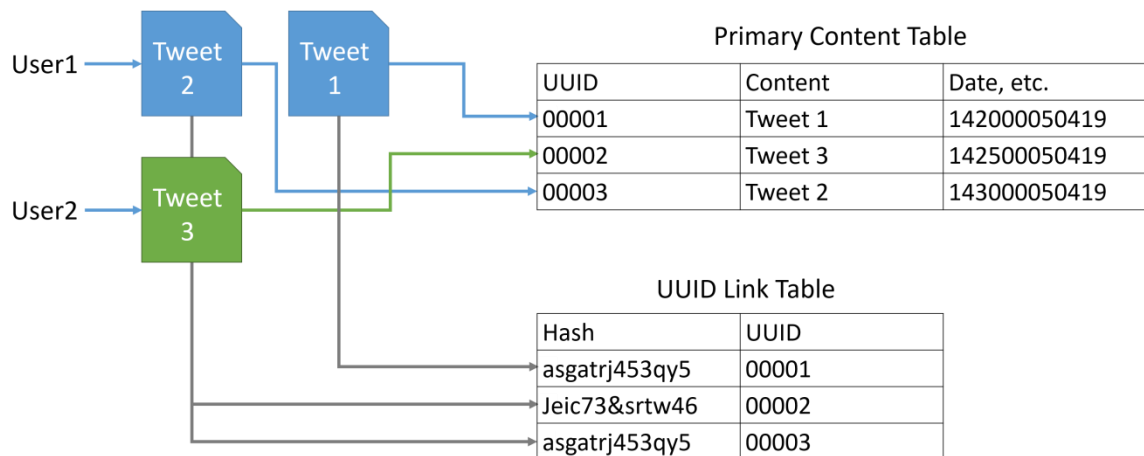 User1
Tweet
2
Tweet
1
User2
Tweet
3
Primary Content Table
UUID Content Date, etc.
00001 Tweet 1 142000050419
00002 Tweet 3 142500050419
00003 Tweet 2 143000050419
UUID Link Table
Hash UUID
asgatrj453qy5 00001
Jeic73&srtw46 00002
asgatrj453qy5 00003